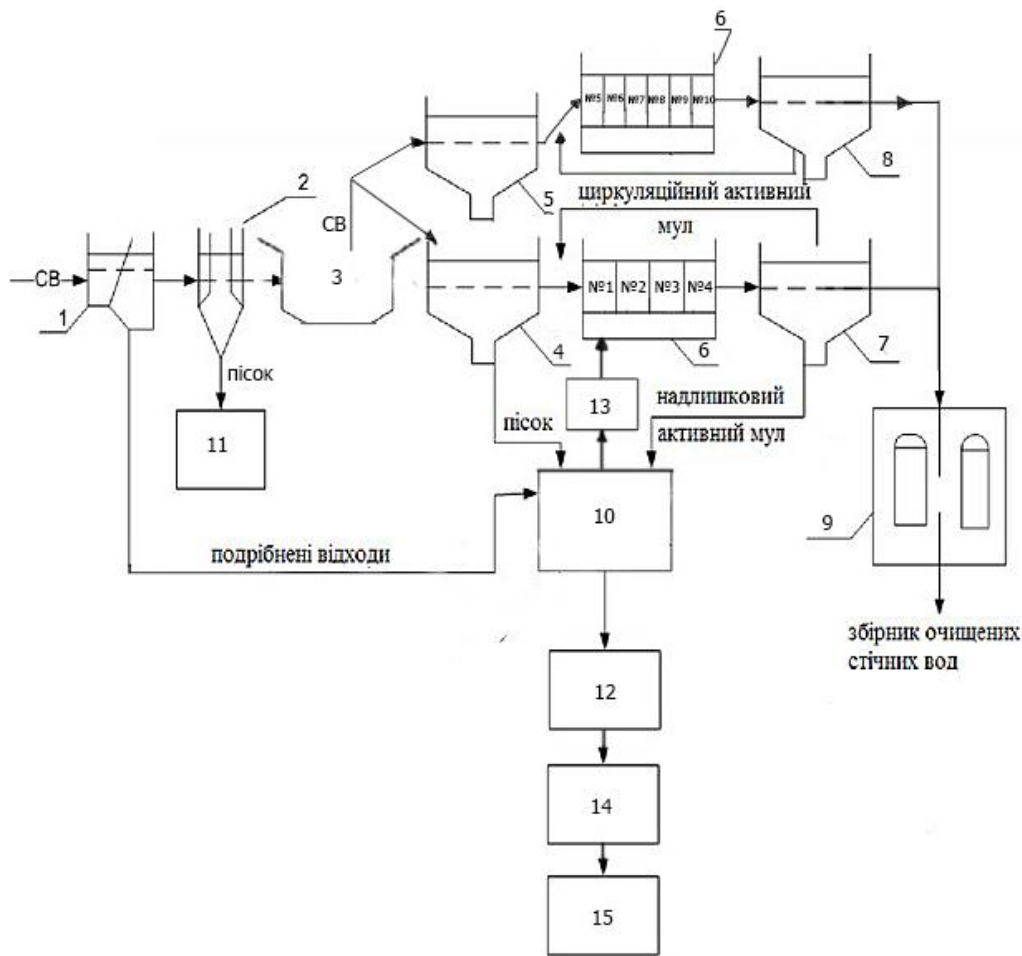 6
№5 №6 №7 №8 №9 №10
2
5
8
циркуляційний активний
мул
СВ
3
СВ
№1 №2 №3 №4
1
4
6
7
пісок
13
надлишковий
11
пісок
активний мул
10
9
подрібнені відходи
збірник очищених
стічних вод
12
14
15